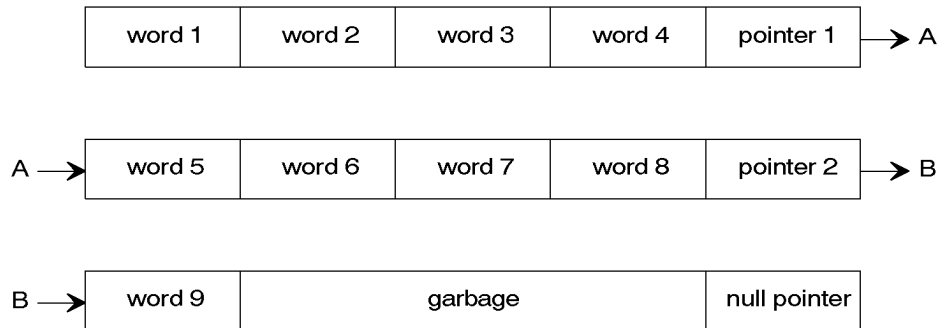 word 1 word 2 word 3 word 4 pointer 1 A
A word 5 word 6 word 7 word 8 pointer 2 B
B word 9 garbage null pointer